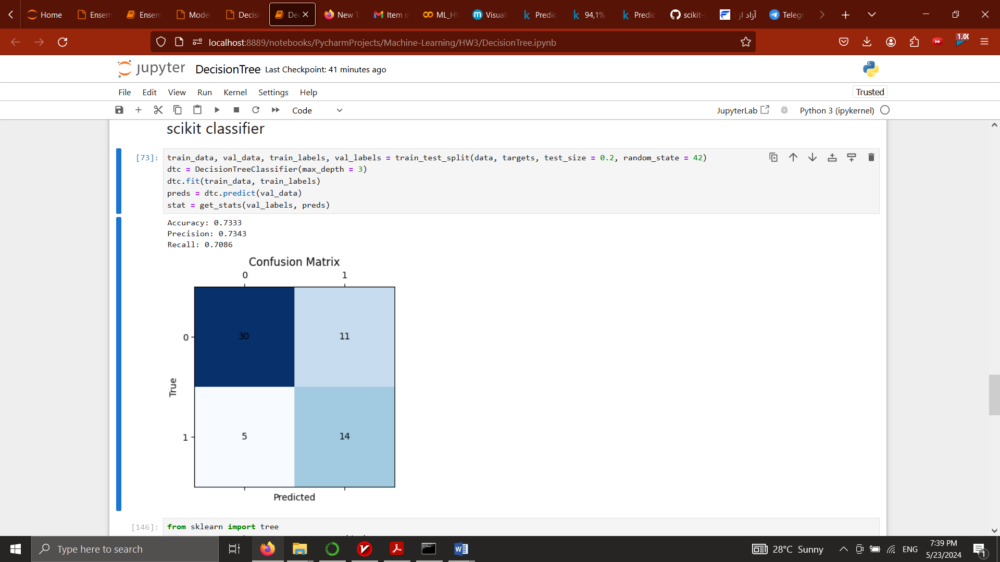 Home
Ensem
Ensem
Model
Decisi
Dec
New T
Item s
ML_H
Visuali
Predic
94,1%
Predic
scikit-l
آزاد از
Telegr
localhost:8889/notebooks/PycharmProjects/Machine-Learning/HW3/DecisionTree.ipynb
1.00
jupyter DecisionTree Last Checkpoint: 41 minutes ago
File Edit View Run Kernel Settings Help
Trusted
Code
JupyterLab
Python 3 (ipykernel)
scikit classifier
[73]:
train_data, val_data, train_labels, val_labels = train_test_split(data, targets, test_size = 0.2, random_state = 42)
dtc = DecisionTreeClassifier(max_depth = 3)
dtc.fit(train_data, train_labels)
preds = dtc.predict(val_data)
stat = get_stats(val_labels, preds)
Accuracy: 0.7333
Precision: 0.7343
Recall: 0.7086
Confusion Matrix
0 1
0 30 11
True
1 5 14
Predicted
[146]:
from sklearn import tree
Type here to search
28°C Sunny
ENG
7:39 PM
5/23/2024
1